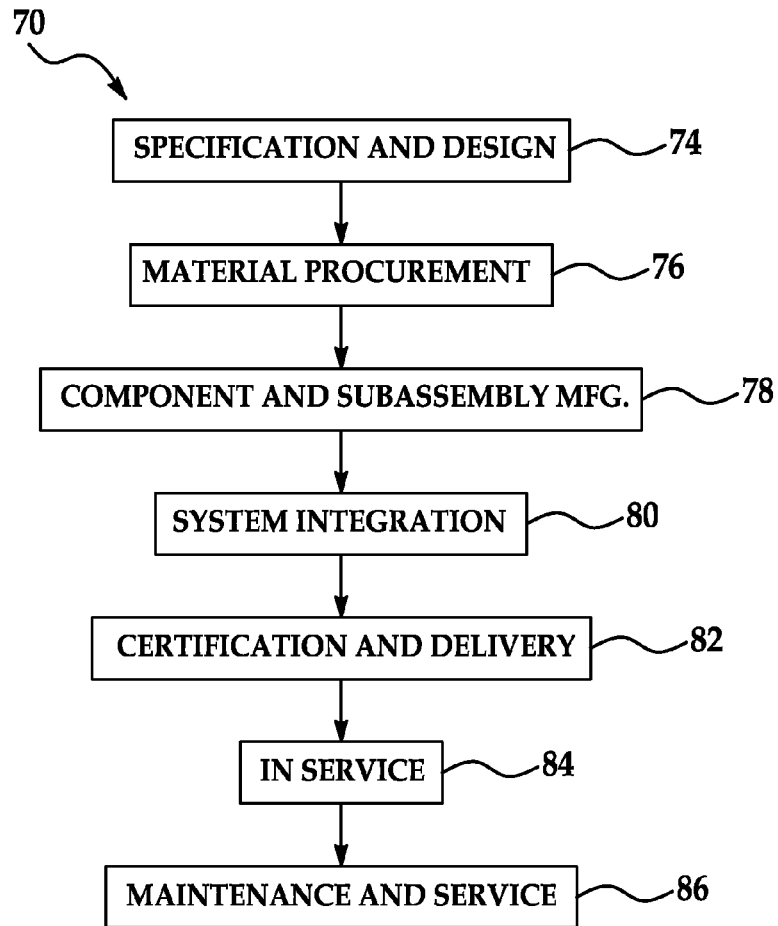 70
SPECIFICATION AND DESIGN 74
MATERIAL PROCUREMENT 76
COMPONENT AND SUBASSEMBLY MFG. 78
SYSTEM INTEGRATION 80
CERTIFICATION AND DELIVERY 82
IN SERVICE 84
MAINTENANCE AND SERVICE 86